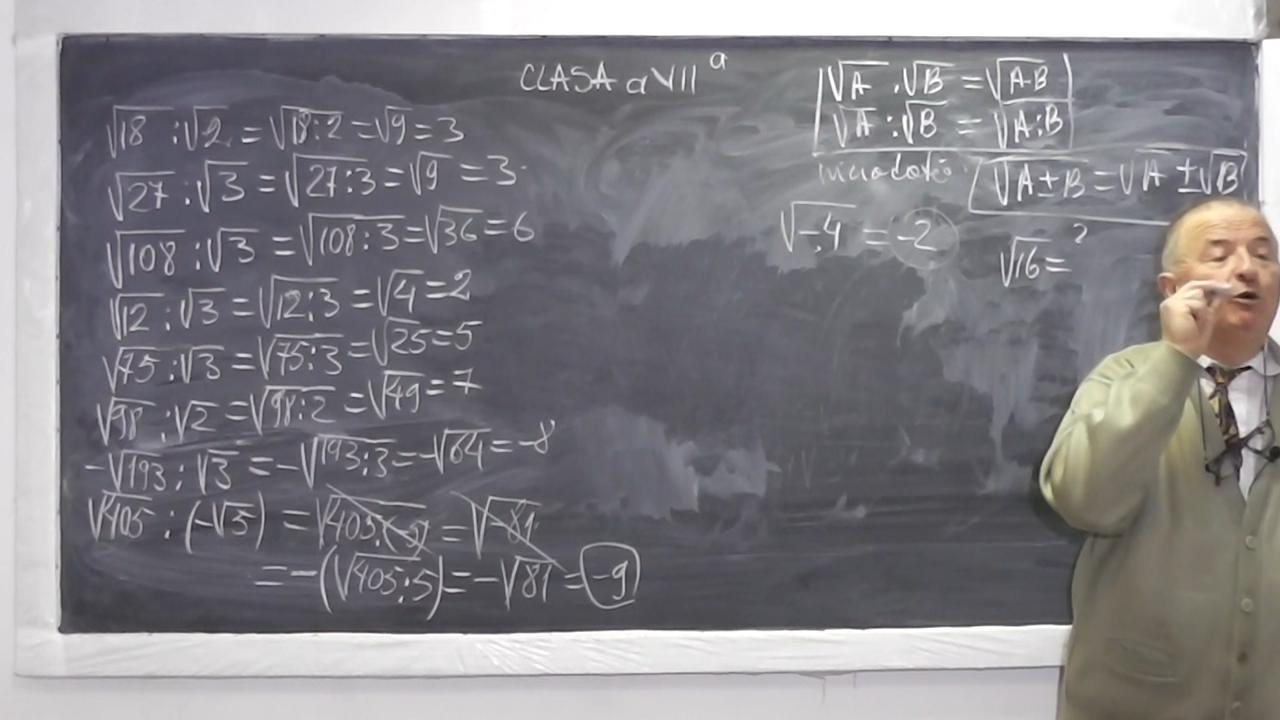 CLASA a VII a
√18 : √2 = √18:2 = √9 = 3
√27 : √3 = √27:3 = √9 = 3
√108 : √3 = √108:3 = √36 = 6
√12 : √3 = √12:3 = √4 = 2
√75 : √3 = √75:3 = √25 = 5
√98 : √2 = √98:2 = √49 = 7
-√193 : √3 = -√193:3 = -√64 = -8
√405 : (-√5) = √405:(-5) = √-81
= -(√405:5) = -√81 = -9
√A · √B = √A·B
√A : √B = √A:B
niciodată √A±B = √A ± √B
√-4 = -2
√16 = ?